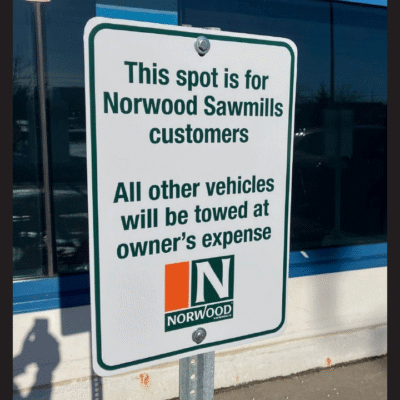 This spot is for
Norwood Sawmills
customers
All other vehicles
will be towed at
owner's expense
N
NORWOOD